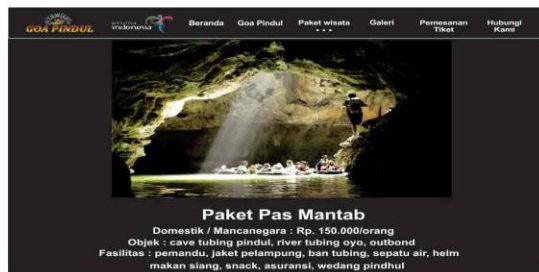 GOA PINDUL
pesona indonesia
Beranda
Goa Pindul
Paket wisata
...
Galeri
Pemesanan
Tiket
Hubungi
Kami
Paket Pas Mantab
Domestik / Mancanegara : Rp. 150.000/orang
Objek : cave tubing pindul, river tubing oyo, outbond
Fasilitas : pemandu, jaket pelampung, ban tubing, sepatu air, helm
makan siang, snack, asuransi, wedang pindhul